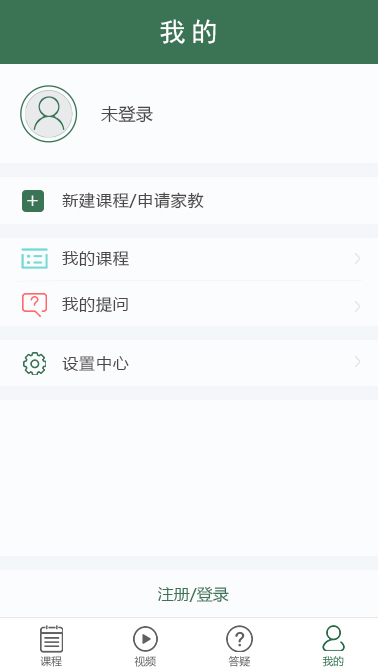 我的
未登录
新建课程/申请家教
我的课程
我的提问
设置中心
注册/登录
课程
视频
答疑
我的